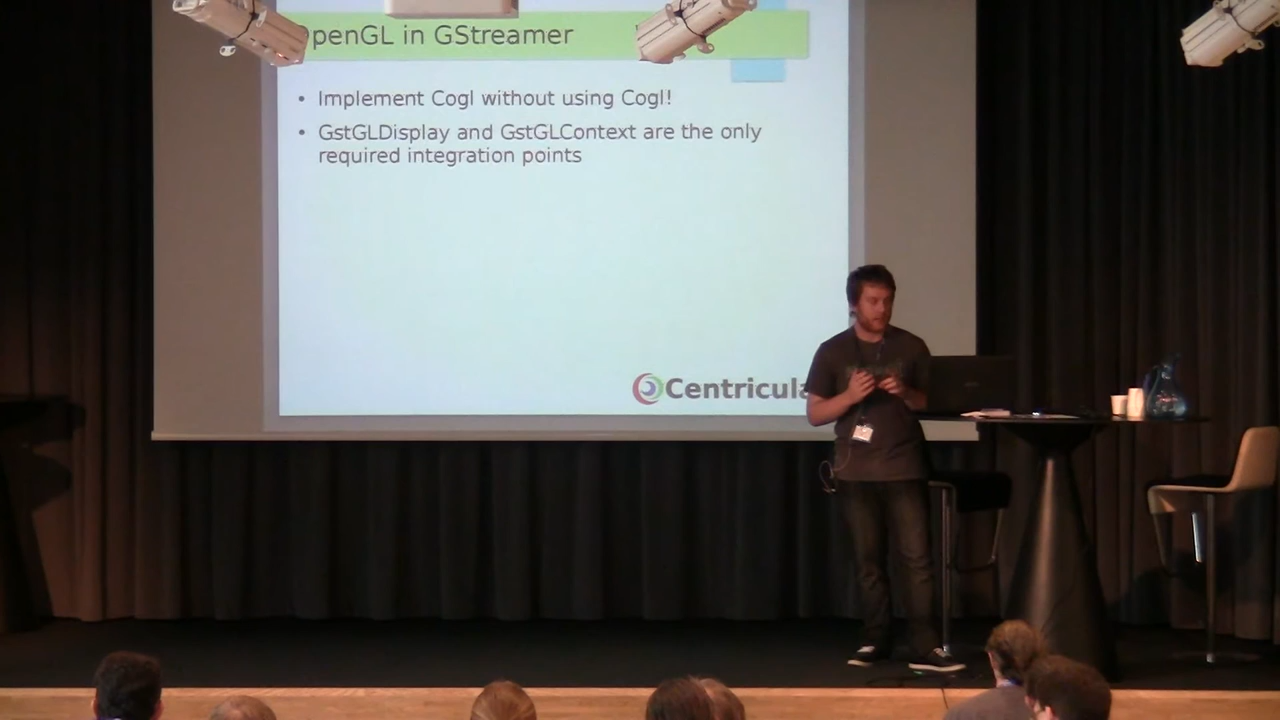 penGL in GStreamer
• Implement Cogl without using Cogl!
• GstGLDisplay and GstGLContext are the only
required integration points
Centricula